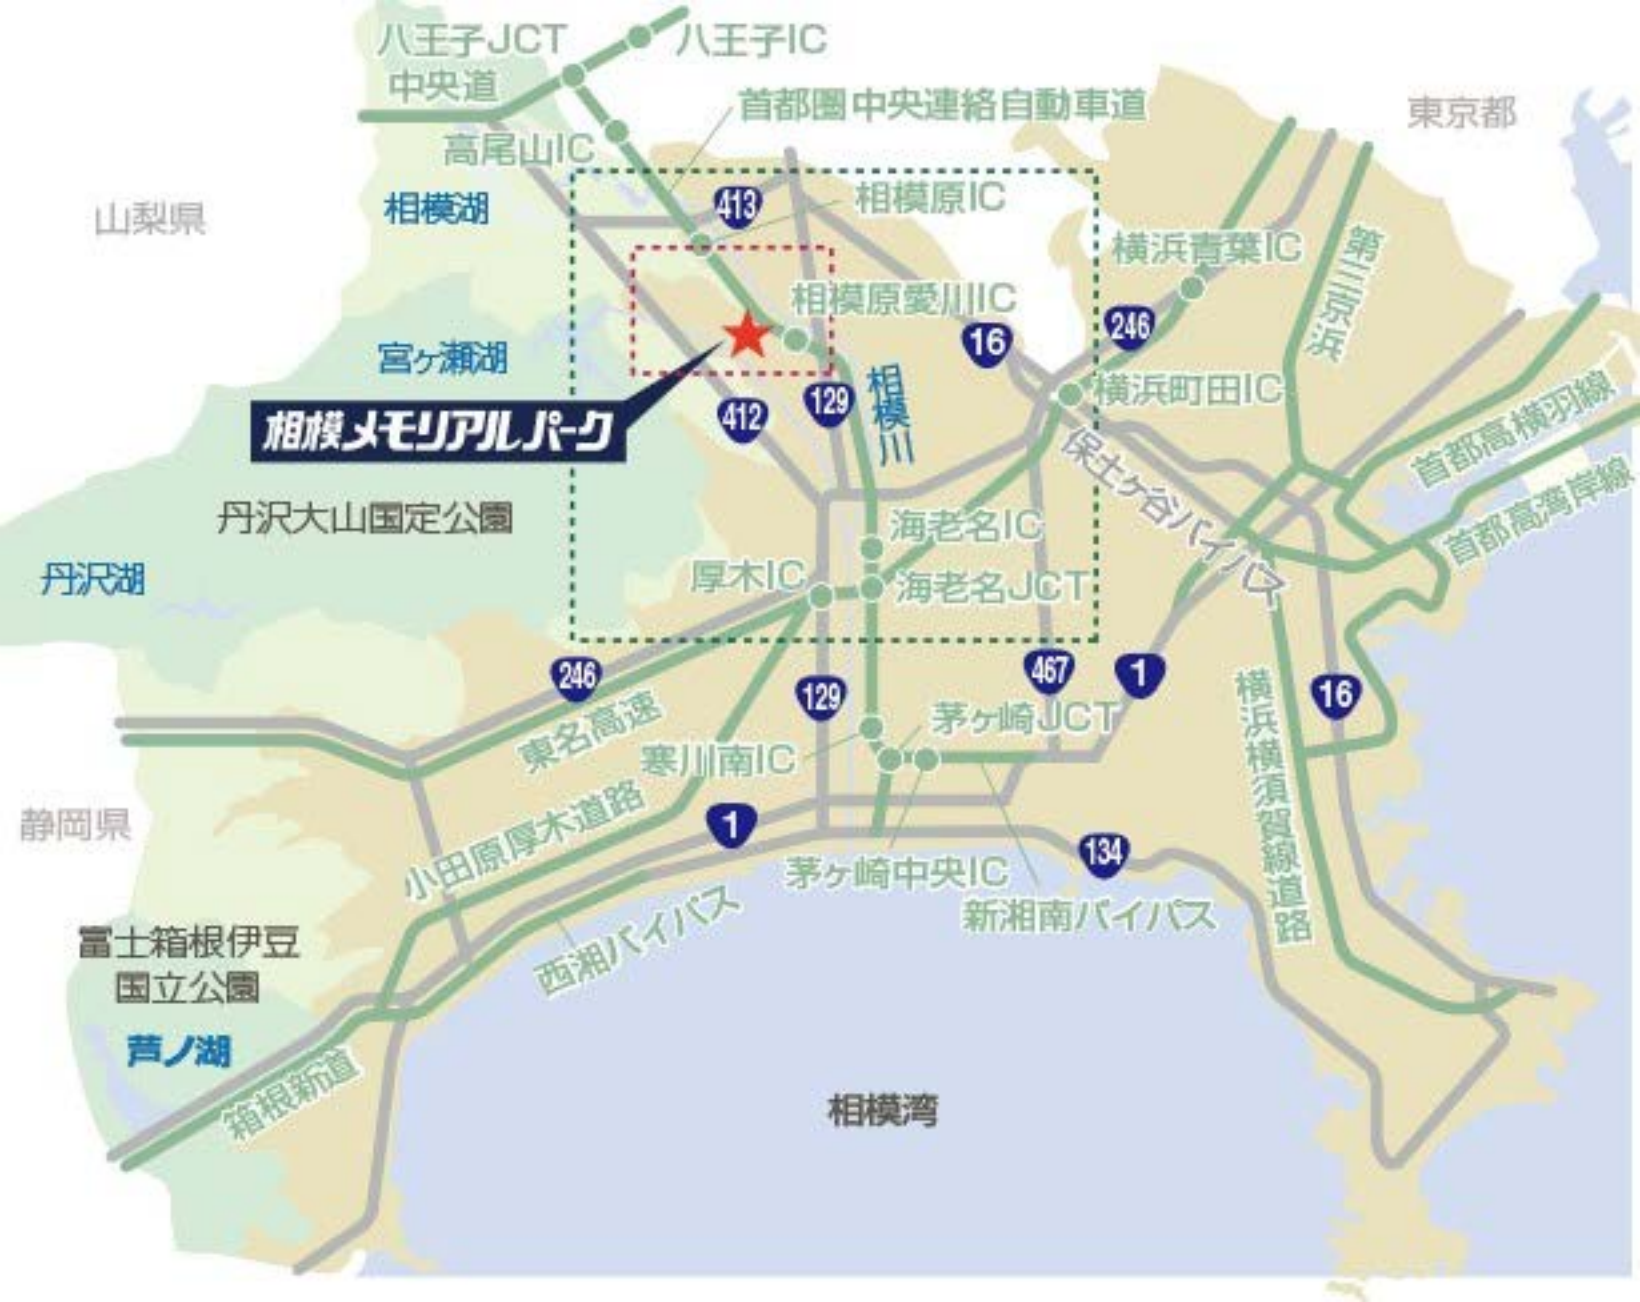 八王子JCT
八王子IC
中央道
首都圏中央連絡自動車道
東京都
高尾山IC
山梨県
相模湖
413
相模原IC
横浜青葉IC
第三京浜
相模原愛川IC
246
16
宮ヶ瀬湖
相模川
横浜町田IC
129
412
相模メモリアルパーク
首都高横羽線
保土ヶ谷バイパス
首都高湾岸線
丹沢大山国定公園
海老名IC
丹沢湖
厚木IC
海老名JCT
246
467
1
129
16
横浜横須賀線道路
東名高速
茅ヶ崎JCT
寒川南IC
静岡県
小田原厚木道路
1
134
茅ヶ崎中央IC
新湘南バイパス
西湘バイパス
富士箱根伊豆
国立公園
芦ノ湖
箱根新道
相模湾